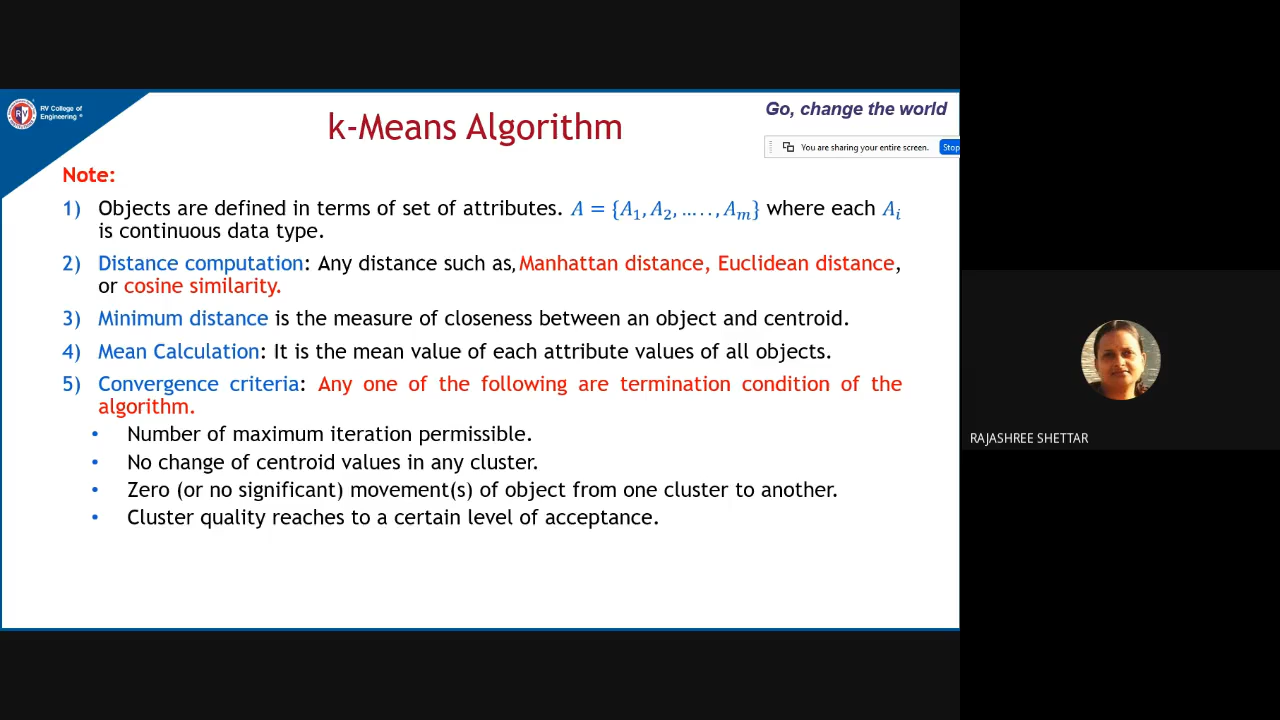 RV College of
Engineering ®
Go, change the world
k-Means Algorithm
You are sharing your entire screen.
Stop
Note:
1) Objects are defined in terms of set of attributes. A = {A₁, A₂, ….., Aₘ} where each Aᵢ
is continuous data type.
2) Distance computation: Any distance such as, Manhattan distance, Euclidean distance,
or cosine similarity.
3) Minimum distance is the measure of closeness between an object and centroid.
4) Mean Calculation: It is the mean value of each attribute values of all objects.
5) Convergence criteria: Any one of the following are termination condition of the
algorithm.
• Number of maximum iteration permissible.
• No change of centroid values in any cluster.
• Zero (or no significant) movement(s) of object from one cluster to another.
• Cluster quality reaches to a certain level of acceptance.
RAJASHREE SHETTAR